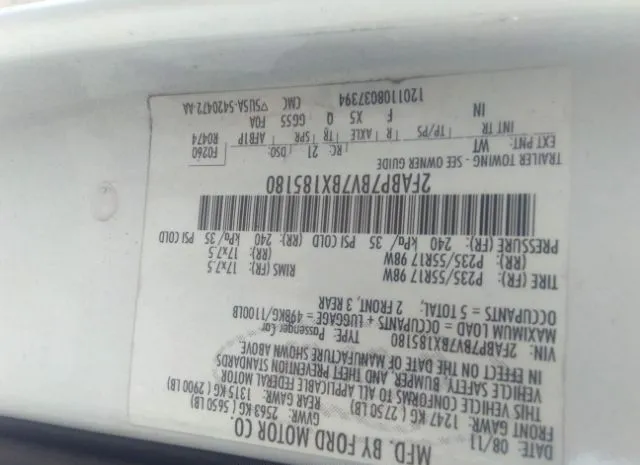 MFD. BY FORD MOTOR CO.
DATE: 08/11 GVWR: 2563 KG ( 5650 LB)
FRONT GAWR: REAR GAWR:
1247 KG ( 2750 LB) 1315 KG ( 2900 LB)
THIS VEHICLE CONFORMS TO ALL APPLICABLE FEDERAL MOTOR
VEHICLE SAFETY, BUMPER, AND THEFT PREVENTION STANDARDS
IN EFFECT ON THE DATE OF MANUFACTURE SHOWN ABOVE.
VIN: 2FABP7BV7BX185180 TYPE: Passenger Car
MAXIMUM LOAD = OCCUPANTS + LUGGAGE = 498KG/1100LB
OCCUPANTS = 5 TOTAL, 2 FRONT, 3 REAR
TIRE P235/55R17 98W RIMS (FR): 17x7.5
(RR): P235/55R17 98W (RR): 17x7.5
PRESSURE (FR): 240 kPa/ 35 PSI COLD (RR): 240 kPa/ 35 PSI COLD
2FABP7BV7BX185180
TRAILER TOWING - SEE OWNER GUIDE
EXT PNT: WT RC: 21 DSO: F0260
INT TR TP/PS R AXLE TR SPR AFB1P R0474
IN F X5 Q GG55 FOA
1201108037394 CMC ▽5U5A-5420472 AA